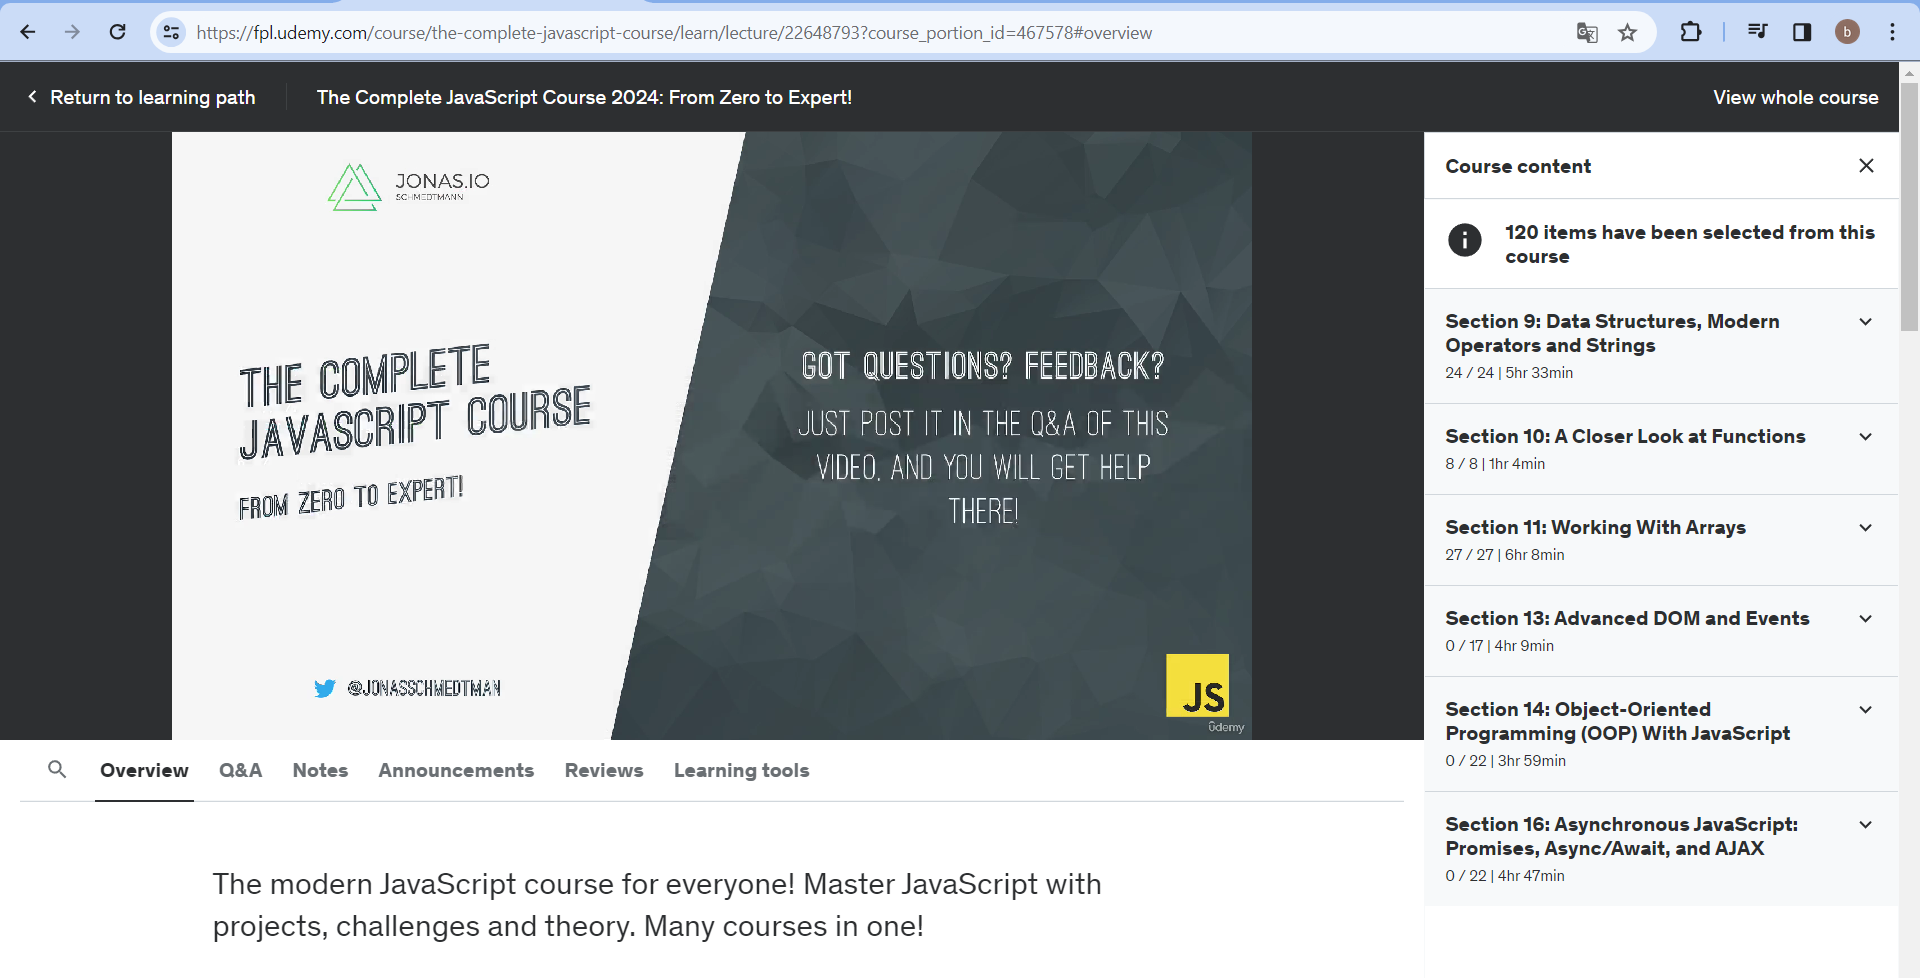 https://fpl.udemy.com/course/the-complete-javascript-course/learn/lecture/22648793?course_portion_id=467578#overview
b
Return to learning path
The Complete JavaScript Course 2024: From Zero to Expert!
View whole course
JONAS.IO
SCHMEDTMANN
THE COMPLETE
JAVASCRIPT COURSE
FROM ZERO TO EXPERT!
@JONASSCHMEDTMAN
GOT QUESTIONS? FEEDBACK?
JUST POST IT IN THE Q&A OF THIS
VIDEO, AND YOU WILL GET HELP
THERE!
JS
ûdemy
Course content
120 items have been selected from this
course
Section 9: Data Structures, Modern
Operators and Strings
24 / 24 | 5hr 33min
Section 10: A Closer Look at Functions
8 / 8 | 1hr 4min
Section 11: Working With Arrays
27 / 27 | 6hr 8min
Section 13: Advanced DOM and Events
0 / 17 | 4hr 9min
Section 14: Object-Oriented
Programming (OOP) With JavaScript
0 / 22 | 3hr 59min
Section 16: Asynchronous JavaScript:
Promises, Async/Await, and AJAX
0 / 22 | 4hr 47min
Overview
Q&A
Notes
Announcements
Reviews
Learning tools
The modern JavaScript course for everyone! Master JavaScript with
projects, challenges and theory. Many courses in one!